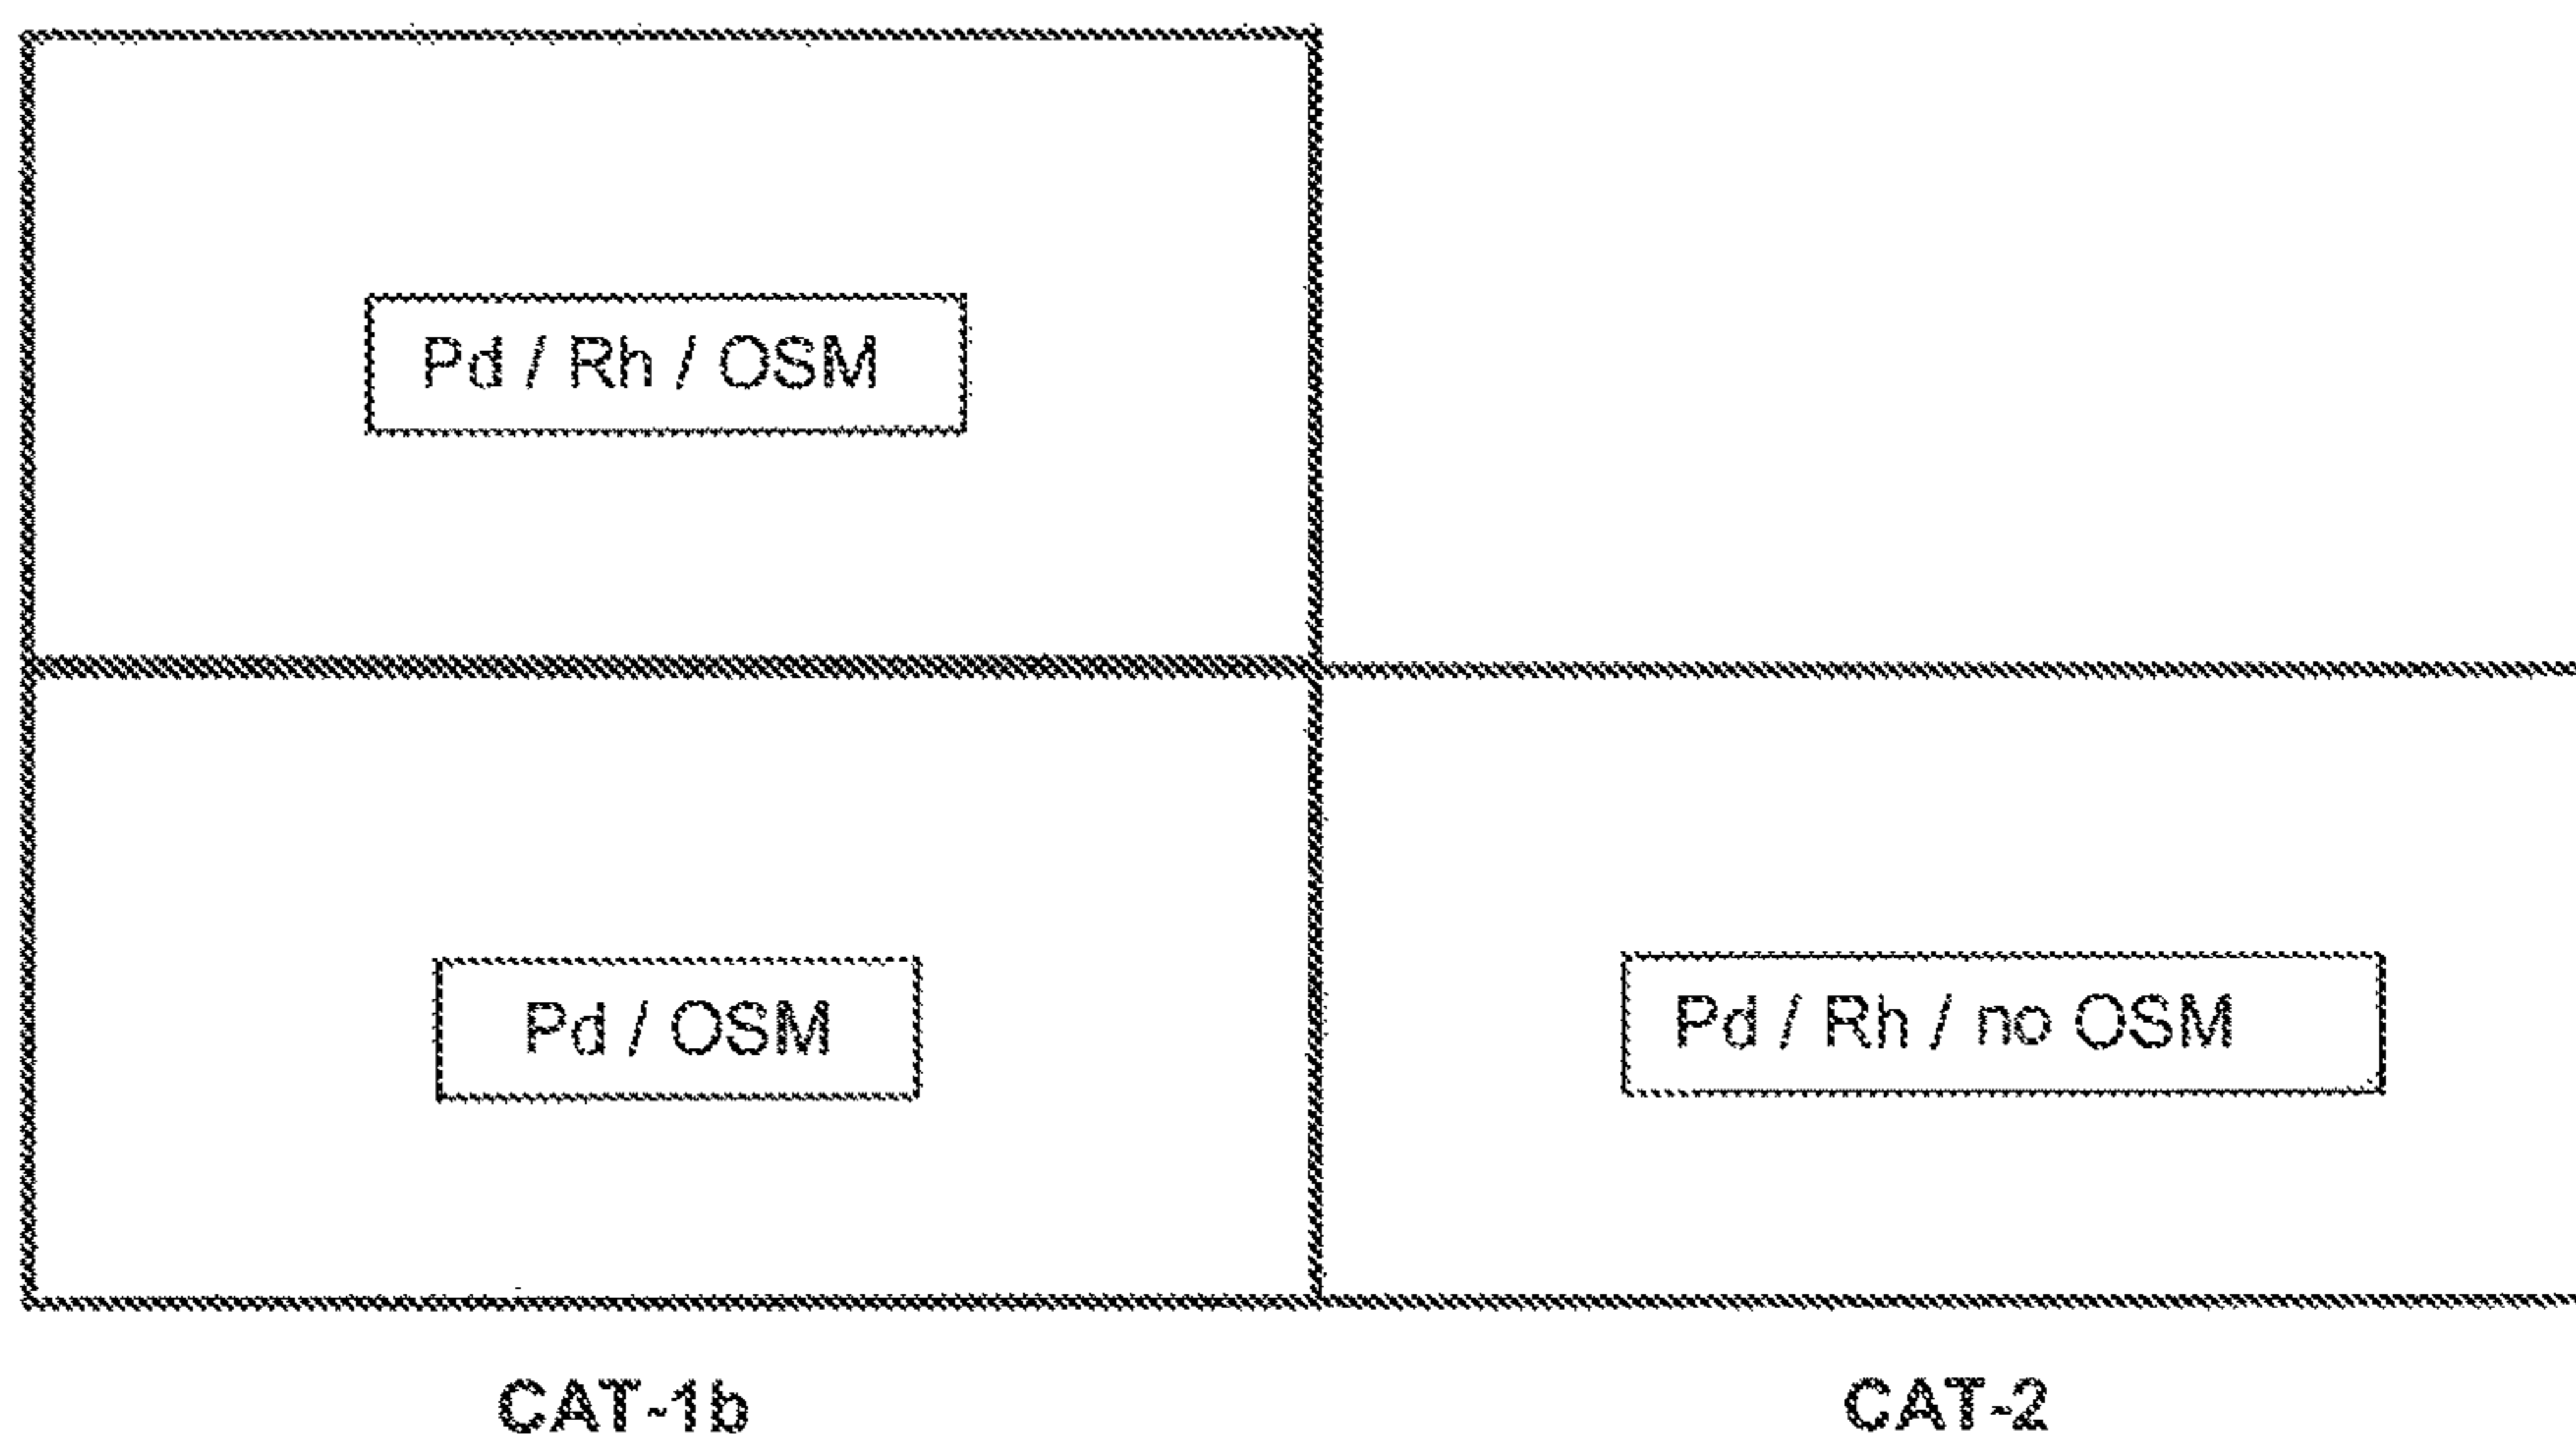 Pd / Rh / OSM
Pd / OSM
Pd / Rh / no OSM
CAT-1b
CAT-2